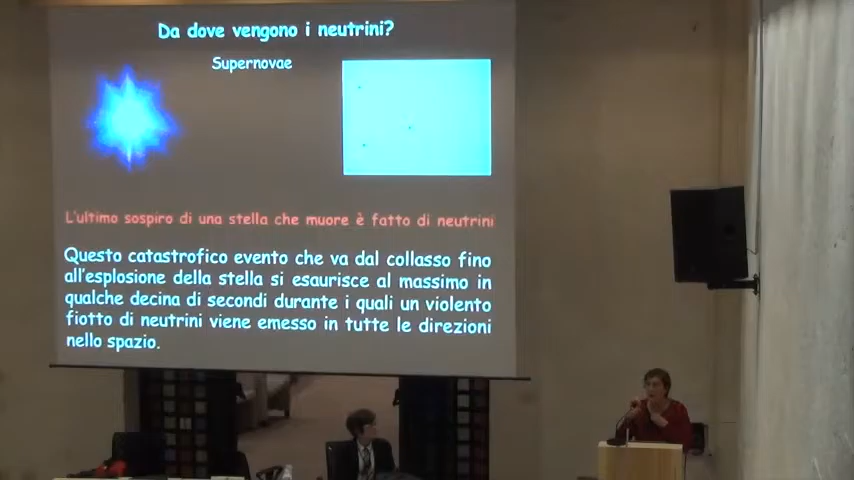 Da dove vengono i neutrini?
Supernovae
L'ultimo sospiro di una stella che muore è fatto di neutrini
Questo catastrofico evento che va dal collasso fino
all'esplosione della stella si esaurisce al massimo in
qualche decina di secondi durante i quali un violento
fiotto di neutrini viene emesso in tutte le direzioni
nello spazio.